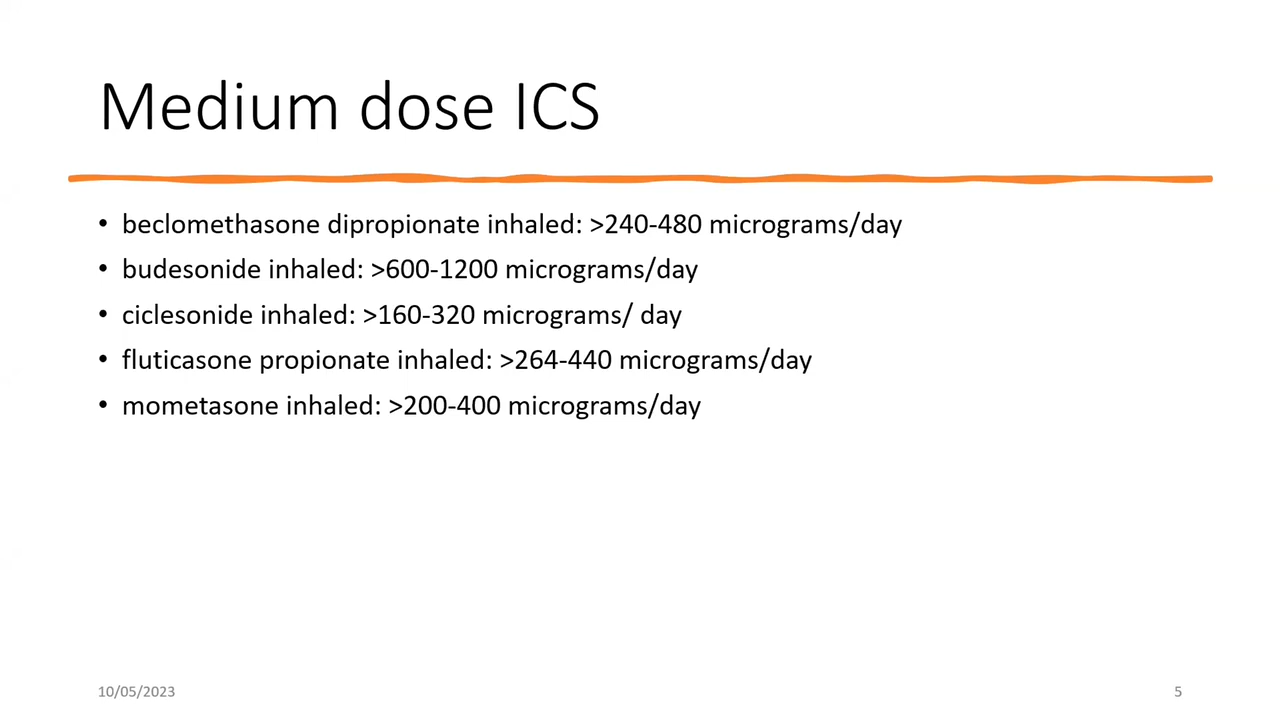 Medium dose ICS
• beclomethasone dipropionate inhaled: >240-480 micrograms/day
• budesonide inhaled: >600-1200 micrograms/day
• ciclesonide inhaled: >160-320 micrograms/ day
• fluticasone propionate inhaled: >264-440 micrograms/day
• mometasone inhaled: >200-400 micrograms/day
10/05/2023
5